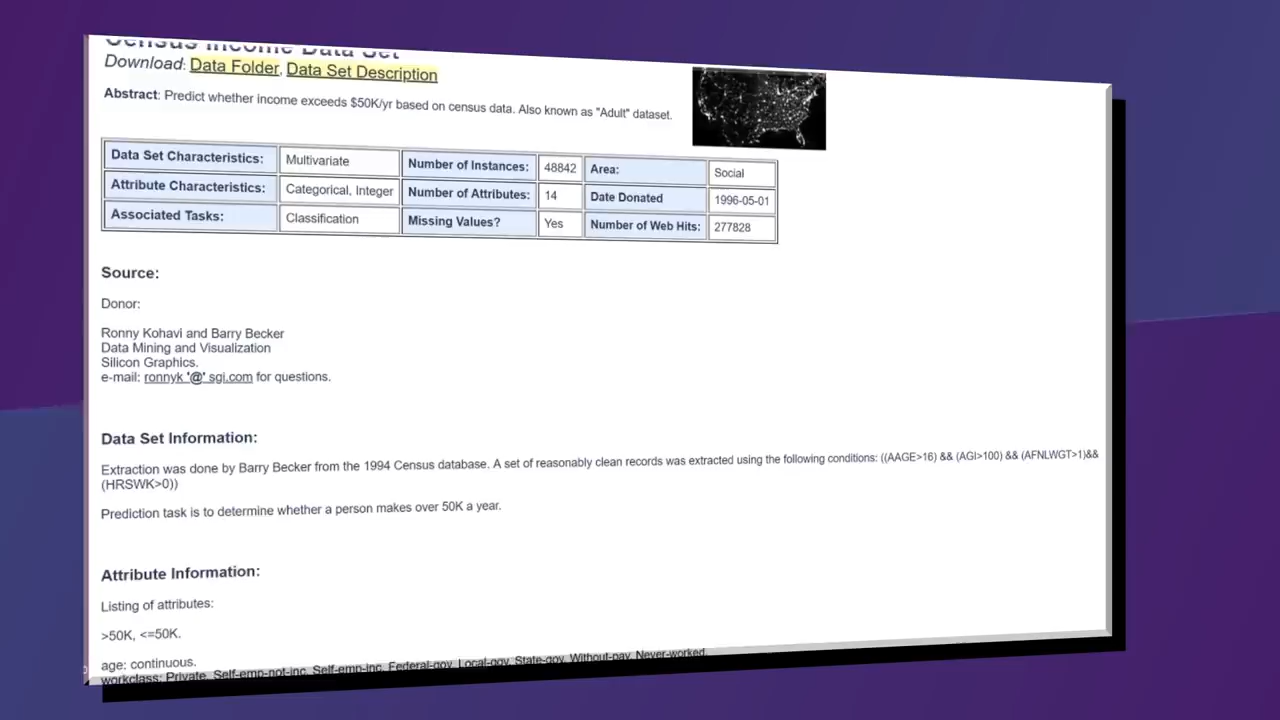 Census Income Data Set
Download: Data Folder, Data Set Description
Abstract: Predict whether income exceeds $50K/yr based on census data. Also known as "Adult" dataset.
Data Set Characteristics: Multivariate Number of Instances: 48842 Area: Social
Attribute Characteristics: Categorical, Integer Number of Attributes: 14 Date Donated 1996-05-01
Associated Tasks: Classification Missing Values? Yes Number of Web Hits: 277828
Source:
Donor:
Ronny Kohavi and Barry Becker
Data Mining and Visualization
Silicon Graphics.
e-mail: ronnyk '@' sgi.com for questions.
Data Set Information:
Extraction was done by Barry Becker from the 1994 Census database. A set of reasonably clean records was extracted using the following conditions: ((AAGE>16) && (AGI>100) && (AFNLWGT>1)&&
(HRSWK>0))
Prediction task is to determine whether a person makes over 50K a year.
Attribute Information:
Listing of attributes:
>50K, <=50K.
age: continuous.
workclass: Private, Self-emp-not-inc, Self-emp-inc, Federal-gov, Local-gov, State-gov, Without-pay, Never-worked.